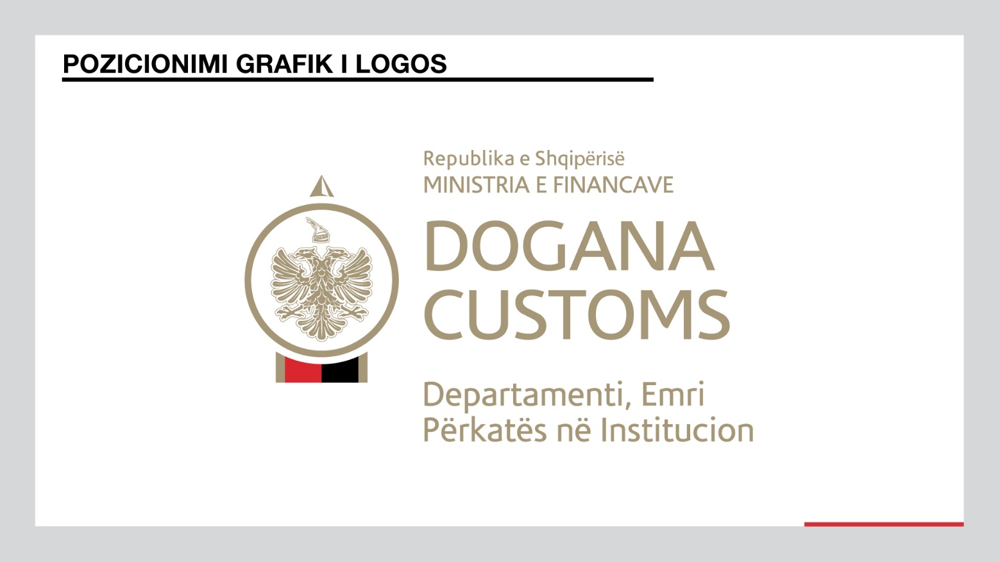 POZICIONIMI GRAFIK I LOGOS
Republika e Shqipërisë
MINISTRIA E FINANCAVE
DOGANA
CUSTOMS
Departamenti, Emri
Përkatës në Institucion